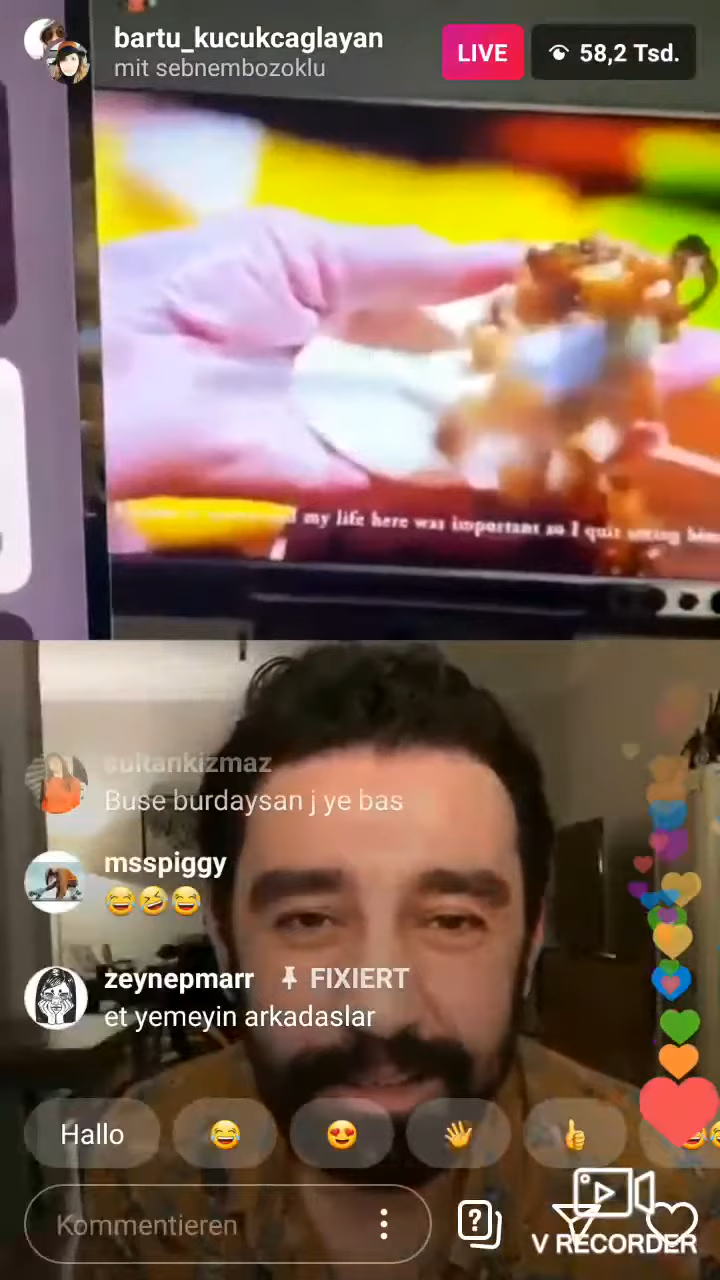 bartu_kucukcaglayan
mit sebnembozoklu
LIVE
58,2 Tsd.
my life here was important so I quit
sultankizmaz
Buse burdaysan j ye bas
msspiggy
😂🤣😂
zeynepmarr FIXIERT
et yemeyin arkadaslar
Hallo 😂 😍 👋 👍
Kommentieren
V RECORDER